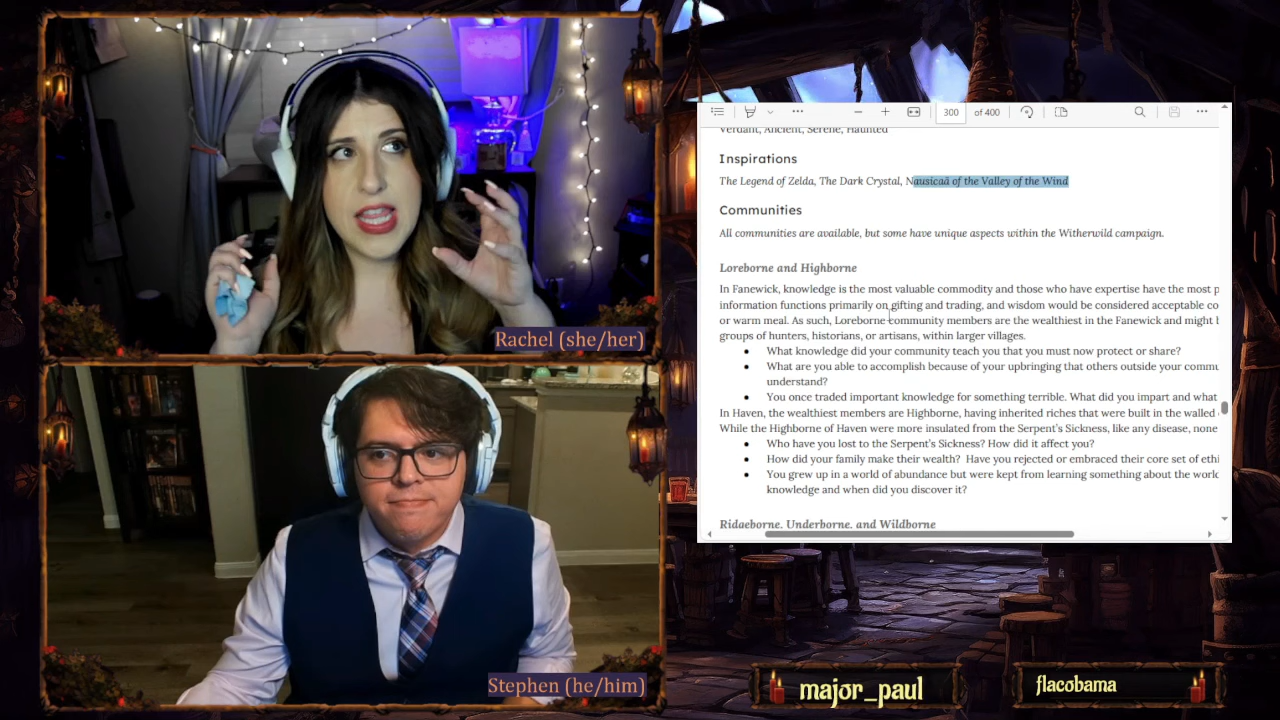 Rachel (she/her)
Stephen (he/him)
300 of 400
Verdant, Ancient, Serene, Haunted
Inspirations
The Legend of Zelda, The Dark Crystal, Nausicaä of the Valley of the Wind
Communities
All communities are available, but some have unique aspects within the Witherwild campaign.
Loreborne and Highborne
In Fanewick, knowledge is the most valuable commodity and those who have expertise have the most p
information functions primarily on gifting and trading, and wisdom would be considered acceptable co
or warm meal. As such, Loreborne community members are the wealthiest in the Fanewick and might b
groups of hunters, historians, or artisans, within larger villages.
• What knowledge did your community teach you that you must now protect or share?
• What are you able to accomplish because of your upbringing that others outside your commu
understand?
• You once traded important knowledge for something terrible. What did you impart and what
In Haven, the wealthiest members are Highborne, having inherited riches that were built in the walled
While the Highborne of Haven were more insulated from the Serpent's Sickness, like any disease, none
• Who have you lost to the Serpent's Sickness? How did it affect you?
• How did your family make their wealth? Have you rejected or embraced their core set of ethi
• You grew up in a world of abundance but were kept from learning something about the world
knowledge and when did you discover it?
Ridgeborne, Underborne, and Wildborne
major_paul
flacobama